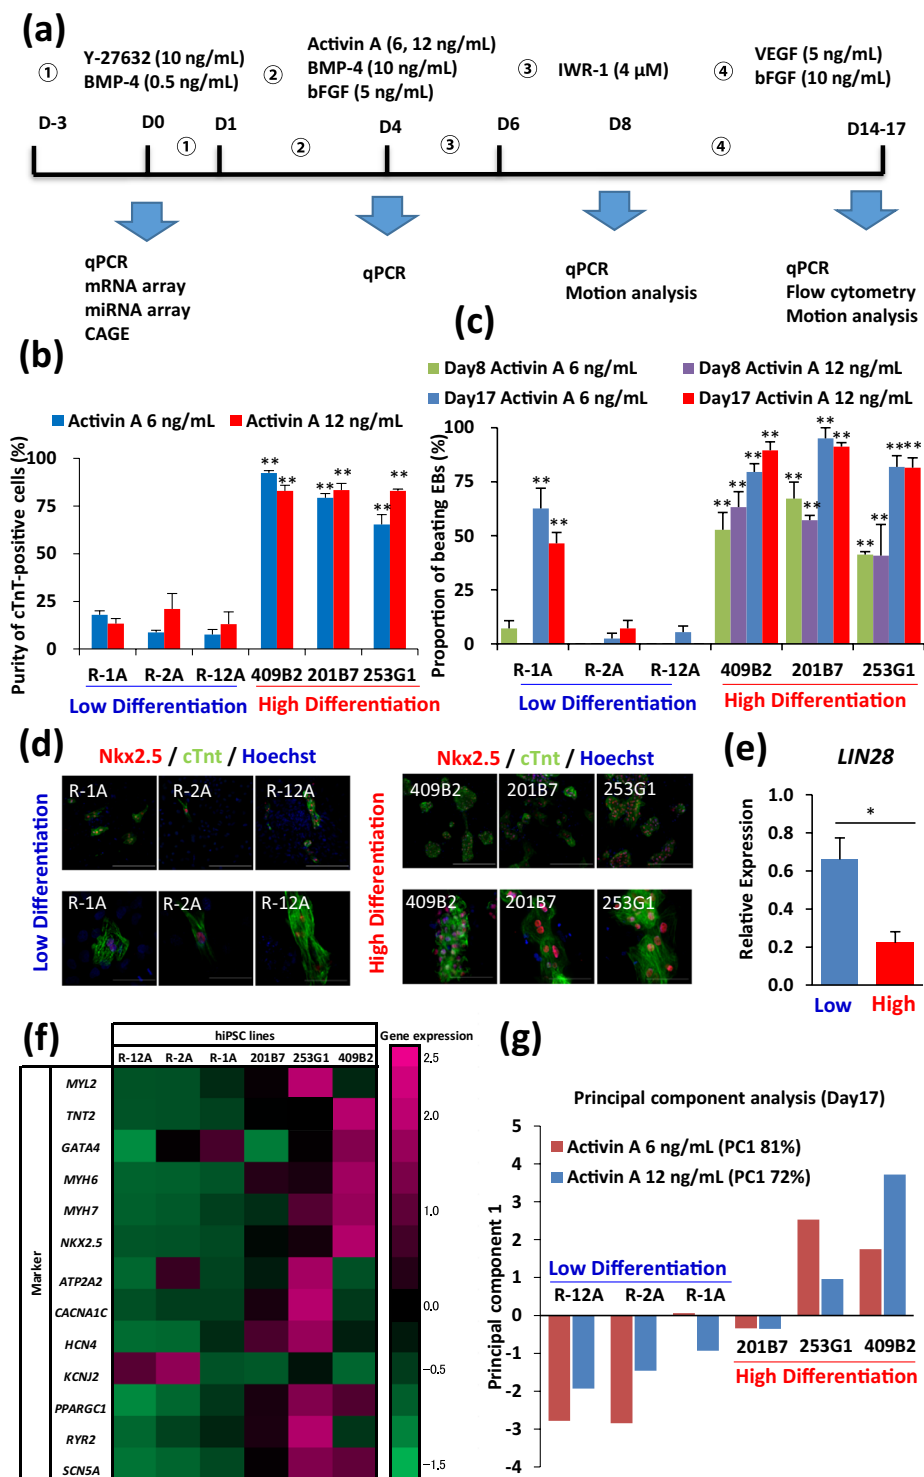 (a)
① Y-27632 (10 ng/mL)
BMP-4 (0.5 ng/mL)
② Activin A (6, 12 ng/mL)
BMP-4 (10 ng/mL)
bFGF (5 ng/mL)
③ IWR-1 (4 μM)
④ VEGF (5 ng/mL)
bFGF (10 ng/mL)
D-3 D0 D1 D4 D6 D8 D14-17
① ② ③ ④
qPCR
mRNA array
miRNA array
CAGE
qPCR
qPCR
Motion analysis
qPCR
Flow cytometry
Motion analysis
(b)
Activin A 6 ng/mL Activin A 12 ng/mL
Purity of cTnT-positive cells (%)
100
75
50
25
0
** ** ** ** ** **
R-1A R-2A R-12A 409B2 201B7 253G1
Low Differentiation High Differentiation
(c)
Day8 Activin A 6 ng/mL Day8 Activin A 12 ng/mL
Day17 Activin A 6 ng/mL Day17 Activin A 12 ng/mL
Proportion of beating EBs (%)
100
75
50
25
0
** ** ** ** ** ** ** ** ** ** ** ** ** **
R-1A R-2A R-12A 409B2 201B7 253G1
Low Differentiation High Differentiation
(d)
Nkx2.5 / cTnt / Hoechst
Low Differentiation
R-1A R-2A R-12A
R-1A R-2A R-12A
Nkx2.5 / cTnt / Hoechst
High Differentiation
409B2 201B7 253G1
409B2 201B7 253G1
(e)
LIN28
Relative Expression
1.0
0.8
0.6
0.4
0.2
0.0
*
Low High
(f)
hiPSC lines
Gene expression
R-12A R-2A R-1A 201B7 253G1 409B2
Marker
MYL2
TNT2
GATA4
MYH6
MYH7
NKX2.5
ATP2A2
CACNA1C
HCN4
KCNJ2
PPARGC1
RYR2
SCN5A
2.5
2.0
1.0
0.0
-0.5
-1.5
(g)
Principal component analysis (Day17)
Activin A 6 ng/mL (PC1 81%)
Activin A 12 ng/mL (PC1 72%)
Principal component 1
5
4
3
2
1
0
-1
-2
-3
-4
Low Differentiation
R-12A R-2A R-1A
201B7 253G1 409B2
High Differentiation